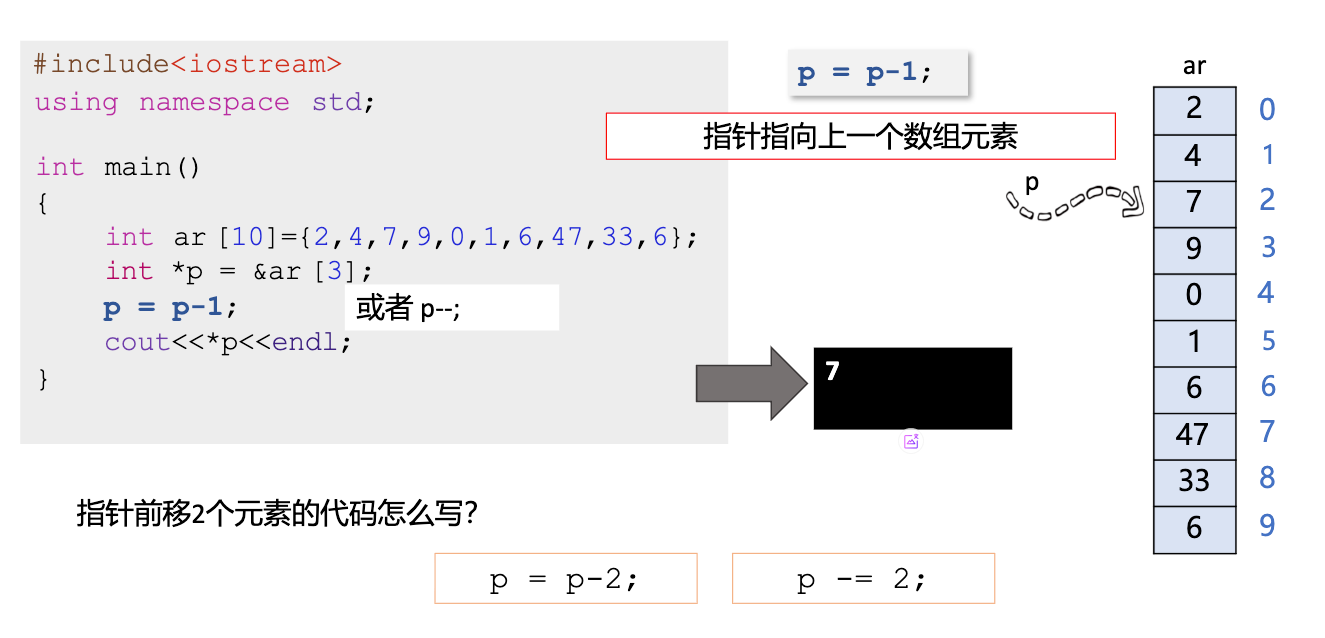 #include<iostream>
using namespace std;
int main()
{
int ar[10]={2,4,7,9,0,1,6,47,33,6};
int *p = &ar[3];
p = p-1;
或者 p--;
cout<<*p<<endl;
}
p = p-1;
指针指向上一个数组元素
p
7
ar
2 0
4 1
7 2
9 3
0 4
1 5
6 6
47 7
33 8
6 9
指针前移2个元素的代码怎么写？
p = p-2;
p -= 2;